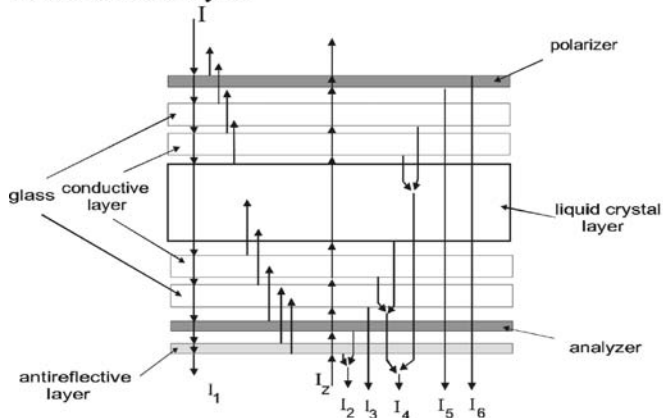 I
polarizer
glass
conductive
layer
liquid crystal
layer
analyzer
antireflective
layer
I1
IZ
I2
I3
I4
I5
I6